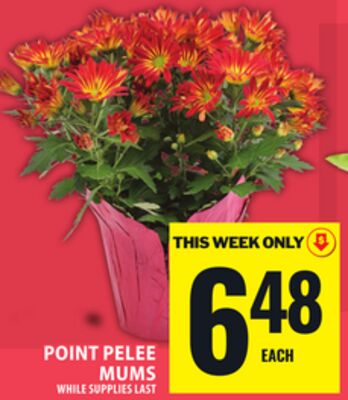 THIS WEEK ONLY
648
EACH
POINT PELEE
MUMS
WHILE SUPPLIES LAST